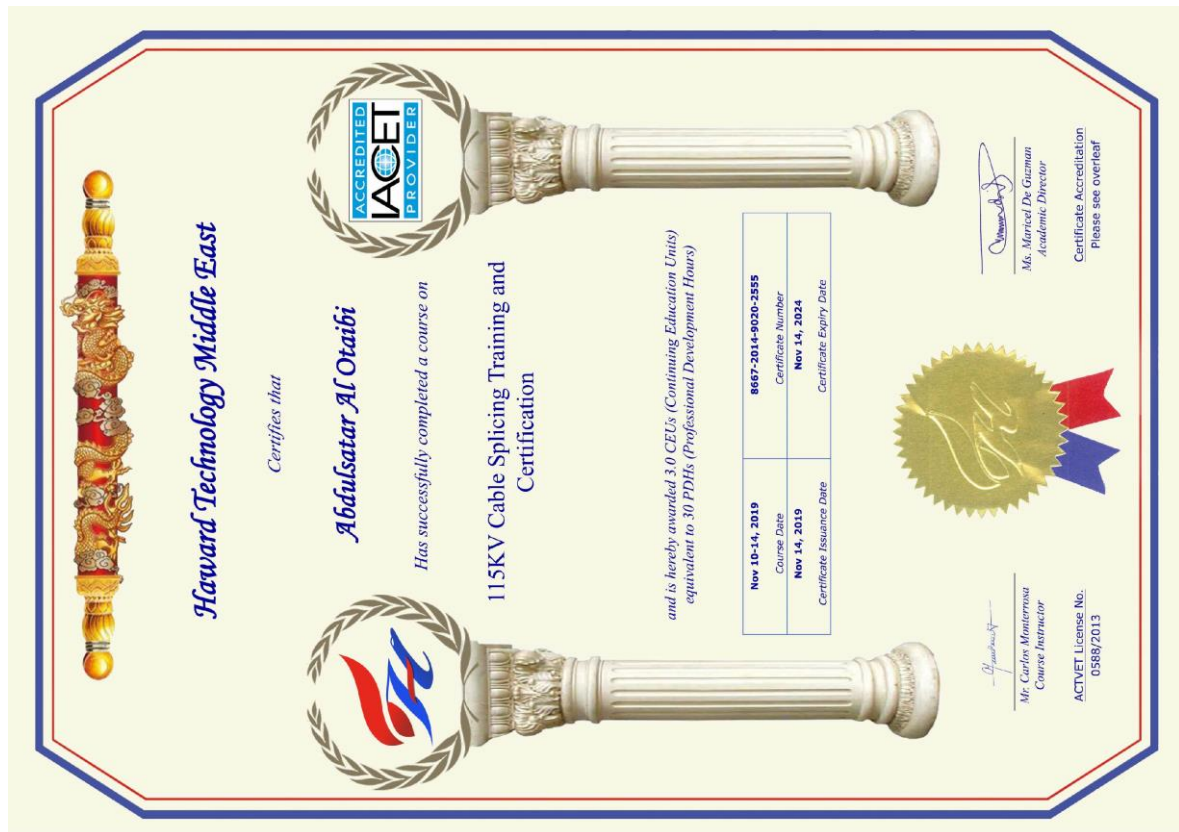 ACCREDITED
IACET
PROVIDER
Haward Technology Middle East
Certifies that
Abdulsatar Al Otaibi
Has successfully completed a course on
115KV Cable Splicing Training and
Certification
and is hereby awarded 3.0 CEUs (Continuing Education Units)
equivalent to 30 PDHs (Professional Development Hours)
Nov 10-14, 2019
Course Date
8667-2014-9020-2555
Certificate Number
Nov 14, 2019
Certificate Issuance Date
Nov 14, 2024
Certificate Expiry Date
Mr. Carlos Monterrosa
Course Instructor
Ms. Maricel De Guzman
Academic Director
ACTVET License No.
0588/2013
Certificate Accreditation
Please see overleaf